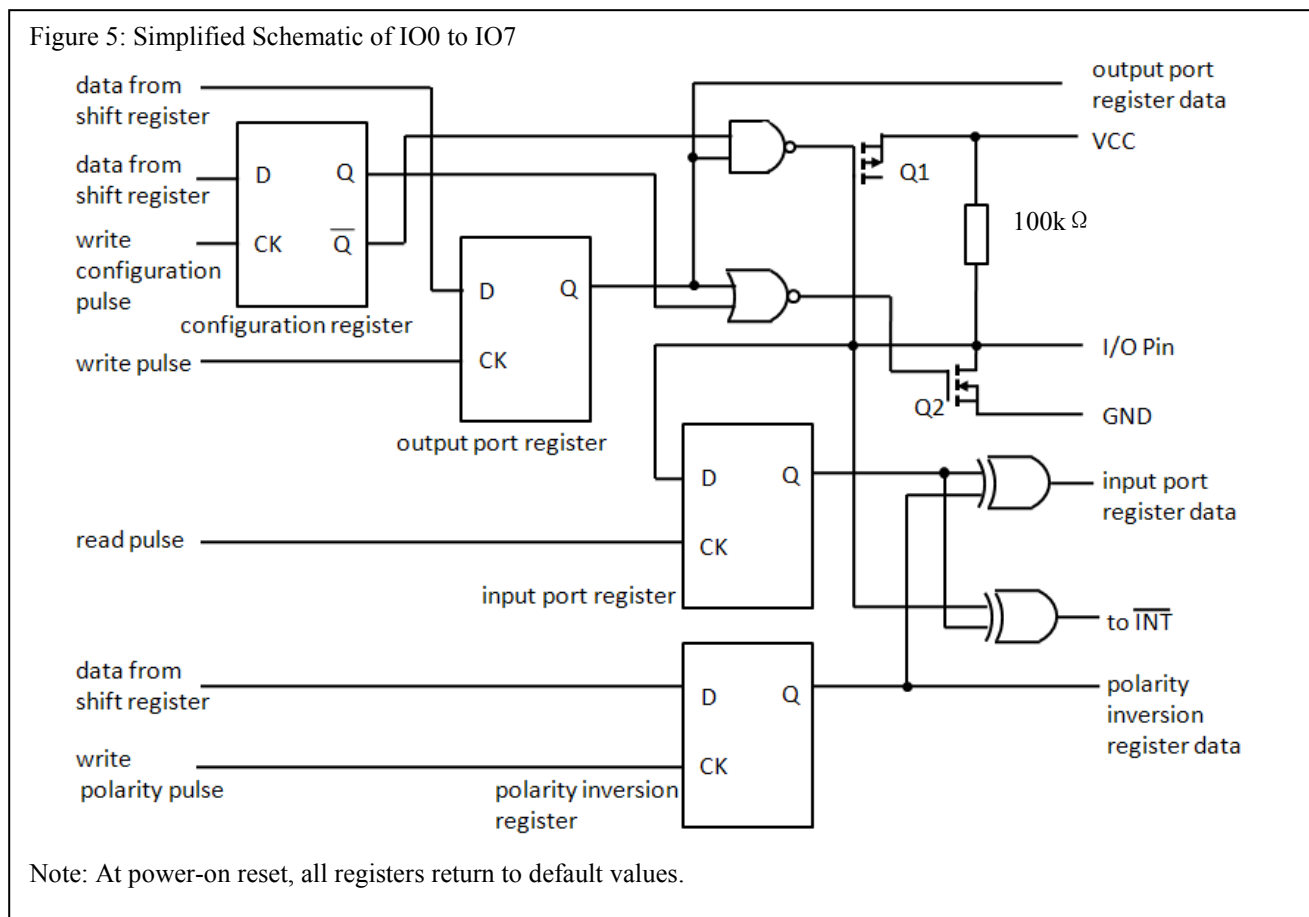 Figure 5: Simplified Schematic of IO0 to IO7
data from
shift register
output port
register data
data from
shift register
D
Q
Q1
VCC
100k Ω
write
configuration
pulse
CK
Q̅
configuration register
D
Q
write pulse
CK
output port register
I/O Pin
Q2
GND
D
Q
input port
register data
read pulse
CK
input port register
to I̅N̅T̅
data from
shift register
D
Q
polarity
inversion
register data
write
polarity pulse
CK
polarity inversion
register
Note: At power-on reset, all registers return to default values.